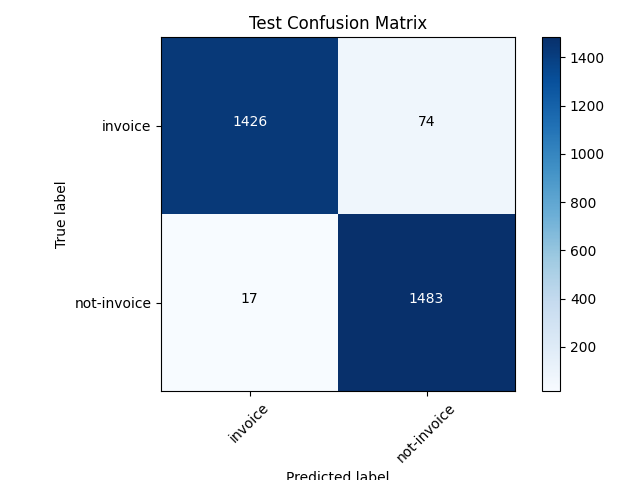 Test Confusion Matrix
True label
invoice
1426
74
not-invoice
17
1483
invoice
not-invoice
Predicted label
1400
1200
1000
800
600
400
200